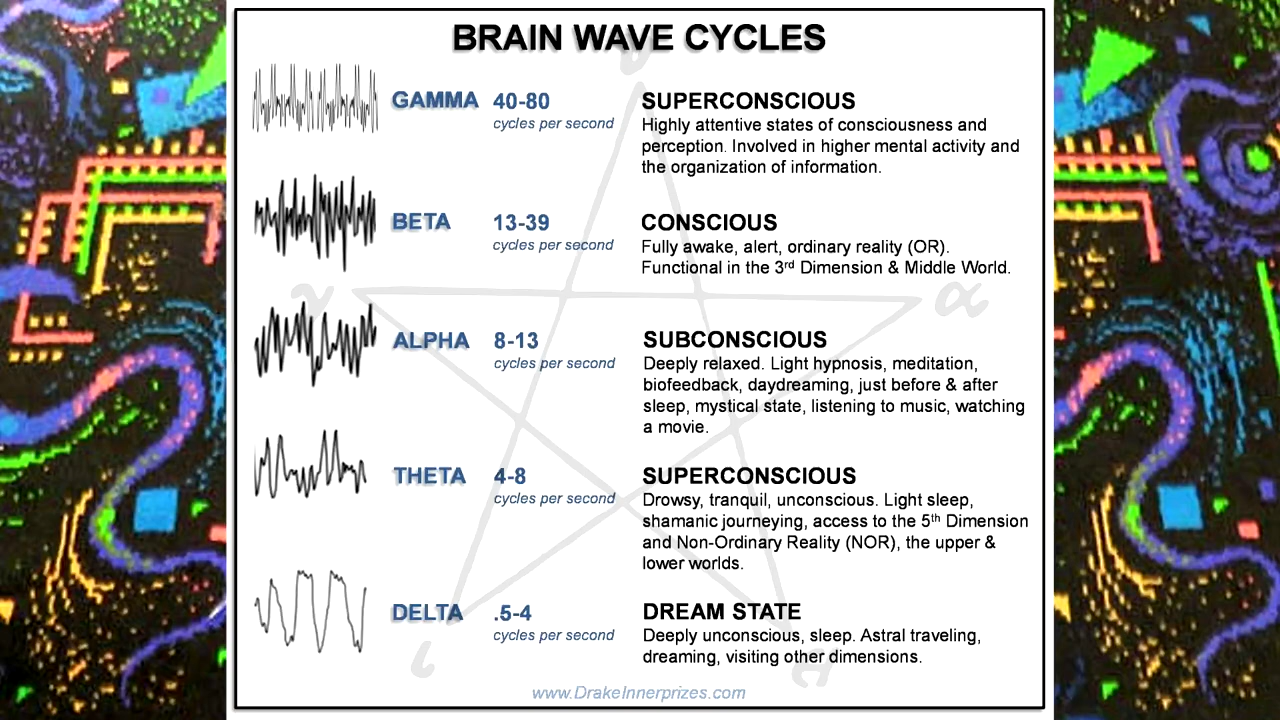 BRAIN WAVE CYCLES
GAMMA 40-80
cycles per second
SUPERCONSCIOUS
Highly attentive states of consciousness and
perception. Involved in higher mental activity and
the organization of information.
BETA 13-39
cycles per second
CONSCIOUS
Fully awake, alert, ordinary reality (OR).
Functional in the 3rd Dimension & Middle World.
ALPHA 8-13
cycles per second
SUBCONSCIOUS
Deeply relaxed. Light hypnosis, meditation,
biofeedback, daydreaming, just before & after
sleep, mystical state, listening to music, watching
a movie.
THETA 4-8
cycles per second
SUPERCONSCIOUS
Drowsy, tranquil, unconscious. Light sleep,
shamanic journeying, access to the 5th Dimension
and Non-Ordinary Reality (NOR), the upper &
lower worlds.
DELTA .5-4
cycles per second
DREAM STATE
Deeply unconscious, sleep. Astral traveling,
dreaming, visiting other dimensions.
www.DrakeInnerprizes.com